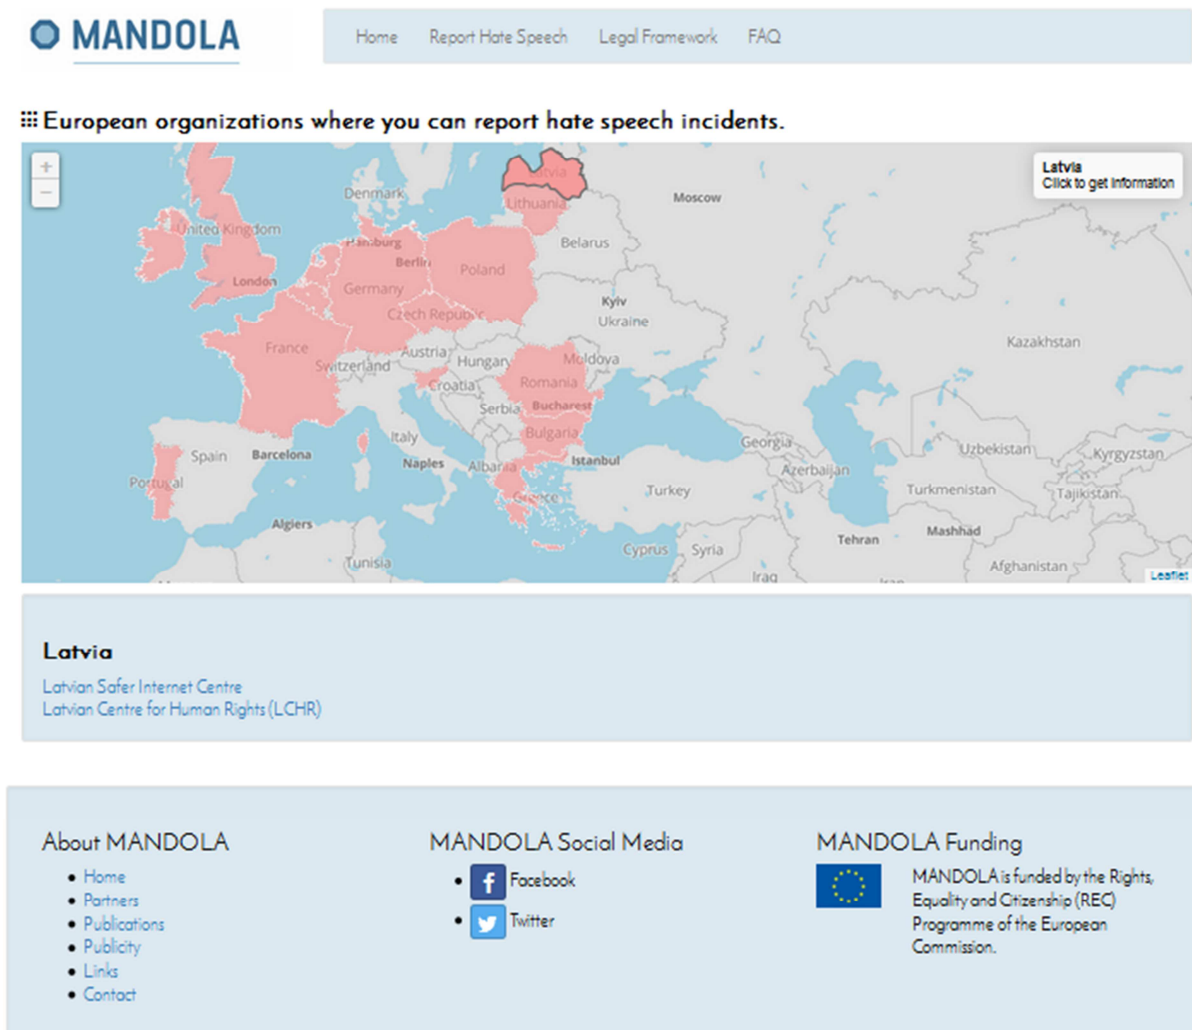 MANDOLA
Home Report Hate Speech Legal Framework FAQ
European organizations where you can report hate speech incidents.
+
−
Latvia
Click to get information
Latvia
Denmark
Moscow
Lithuania
United Kingdom
Hamburg
Belarus
Berlin
Poland
London
Germany
Kyiv
Czech Republic
Ukraine
France
Kazakhstan
Austria
Switzerland
Hungary
Moldova
Croatia
Romania
Serbia
Bucharest
Bulgaria
Italy
Georgia
Spain
Barcelona
Naples
Albania
Istanbul
Uzbekistan
Kyrgyzstan
Azerbaijan
Portugal
Greece
Turkey
Turkmenistan
Tajikistan
Algiers
Mashhad
Tehran
Cyprus
Syria
Tunisia
Afghanistan
Iraq
Iran
Leaflet
Latvia
Latvian Safer Internet Centre
Latvian Centre for Human Rights (LCHR)
About MANDOLA
Home
Partners
Publications
Publicity
Links
Contact
MANDOLA Social Media
f Facebook
Twitter
MANDOLA Funding
MANDOLA is funded by the Rights,
Equality and Citizenship (REC)
Programme of the European
Commission.